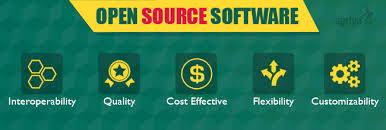 OPEN SOURCE SOFTWARE
Interoperability Quality Cost Effective Flexibility Customizability